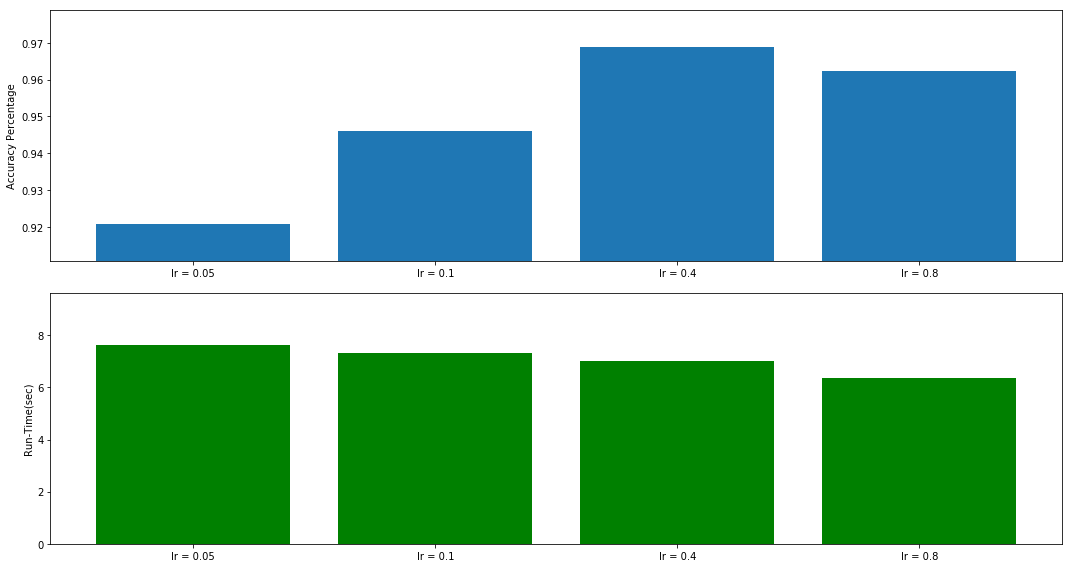 Accuracy Percentage
0.97
0.96
0.95
0.94
0.93
0.92
lr = 0.05
lr = 0.1
lr = 0.4
lr = 0.8
Run-Time(sec)
8
6
4
2
0
lr = 0.05
lr = 0.1
lr = 0.4
lr = 0.8